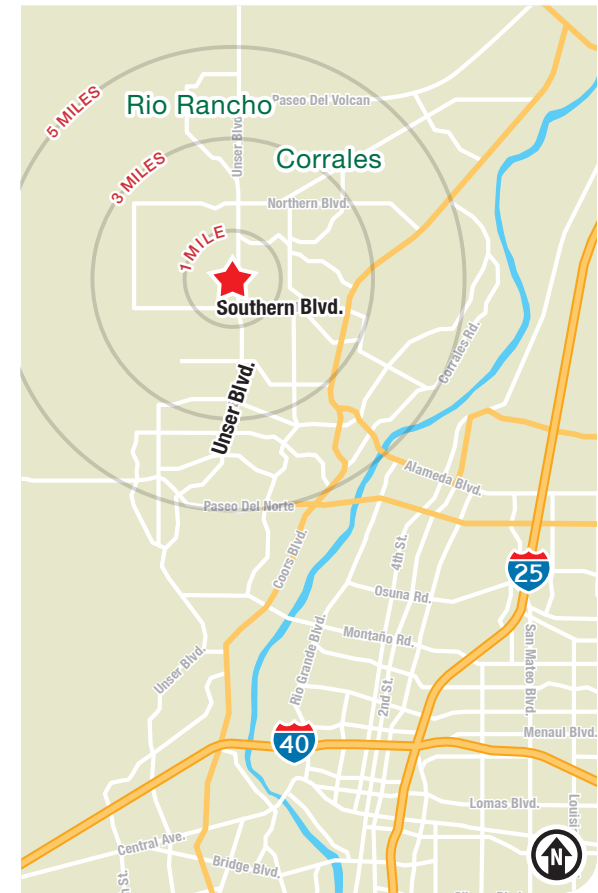 5 MILES
Rio Rancho
Paseo Del Volcan
Unser Blvd.
3 MILES
Corrales
Northern Blvd.
1 MILE
Southern Blvd.
Corrales Rd.
Unser Blvd.
Alameda Blvd.
Paseo Del Norte
Coors Blvd.
4th St.
25
Osuna Rd.
Montaño Rd.
San Mateo Blvd.
Unser Blvd.
Rio Grande Blvd.
2nd St.
40
Menaul Blvd.
Lomas Blvd.
Central Ave.
Bridge Blvd.
N